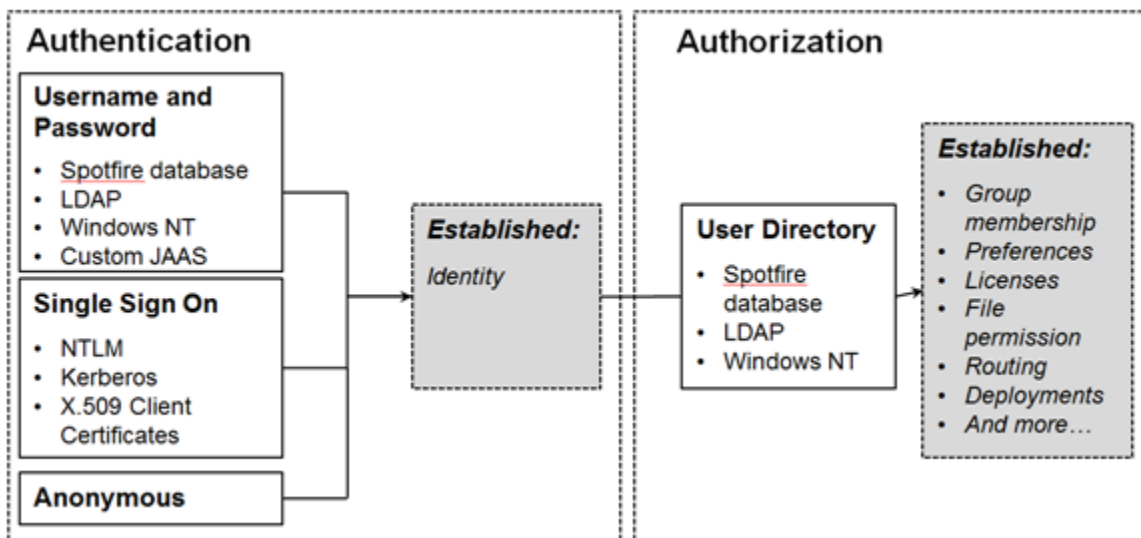 Authentication
Username and
Password
• Spotfire database
• LDAP
• Windows NT
• Custom JAAS
Single Sign On
• NTLM
• Kerberos
• X.509 Client
Certificates
Anonymous
Established:
Identity
Authorization
User Directory
• Spotfire
database
• LDAP
• Windows NT
Established:
• Group
membership
• Preferences
• Licenses
• File
permission
• Routing
• Deployments
• And more…